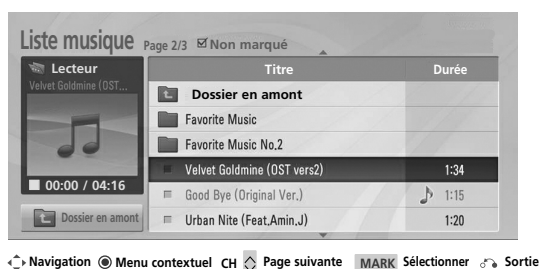 Liste musique Page 2/3 Non marqué
Lecteur
Velvet Goldmine (OST...
00:00 / 04:16
Dossier en amont
Titre Durée
Dossier en amont
Favorite Music
Favorite Music No.2
Velvet Goldmine (OST vers2) 1:34
Good Bye (Original Ver.) 1:15
Urban Nite (Feat.Amin.J) 1:20
Navigation Menu contextuel CH Page suivante MARK Sélectionner Sortie